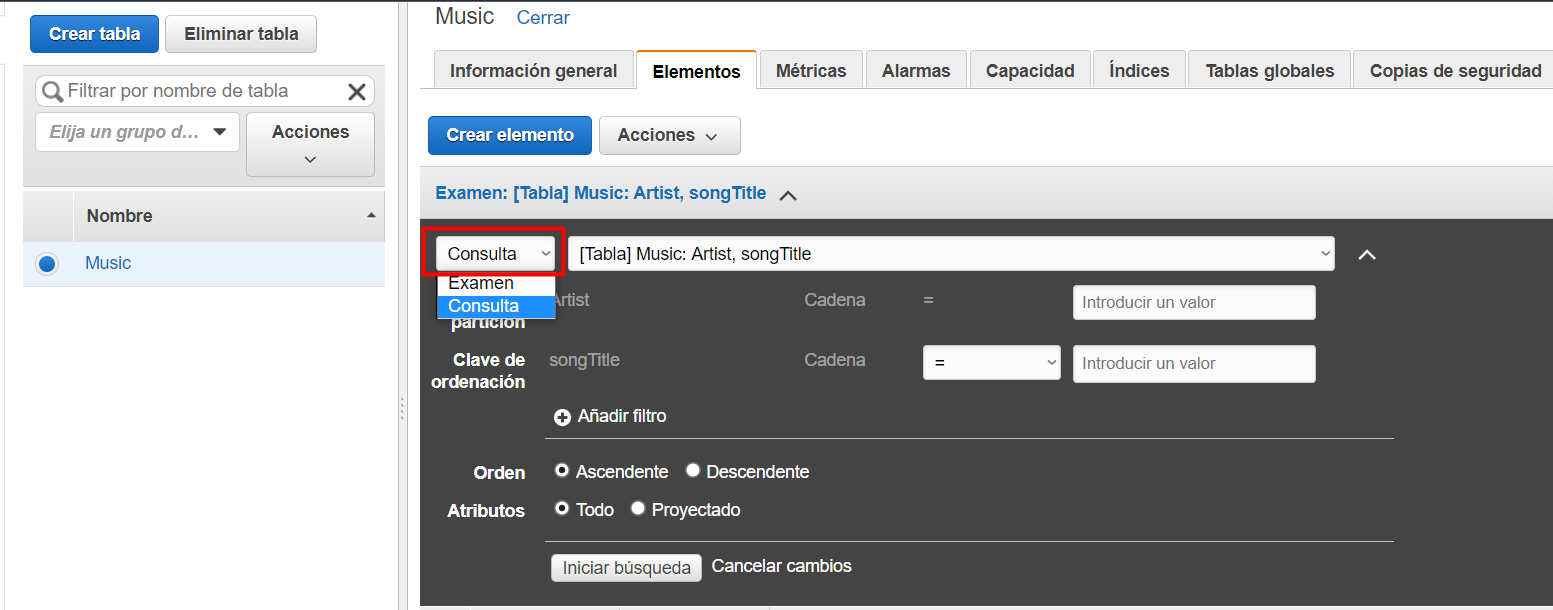 Crear tabla
Eliminar tabla
Filtrar por nombre de tabla
Elija un grupo d...
Acciones
Nombre
Music
Music Cerrar
Información general
Elementos
Métricas
Alarmas
Capacidad
Índices
Tablas globales
Copias de seguridad
Crear elemento
Acciones
Examen: [Tabla] Music: Artist, songTitle
Consulta
[Tabla] Music: Artist, songTitle
Examen
Consulta
partición
Artist
Cadena
=
Introducir un valor
Clave de
ordenación
songTitle
Cadena
=
Introducir un valor
Añadir filtro
Orden
Ascendente
Descendente
Atributos
Todo
Proyectado
Iniciar búsqueda
Cancelar cambios